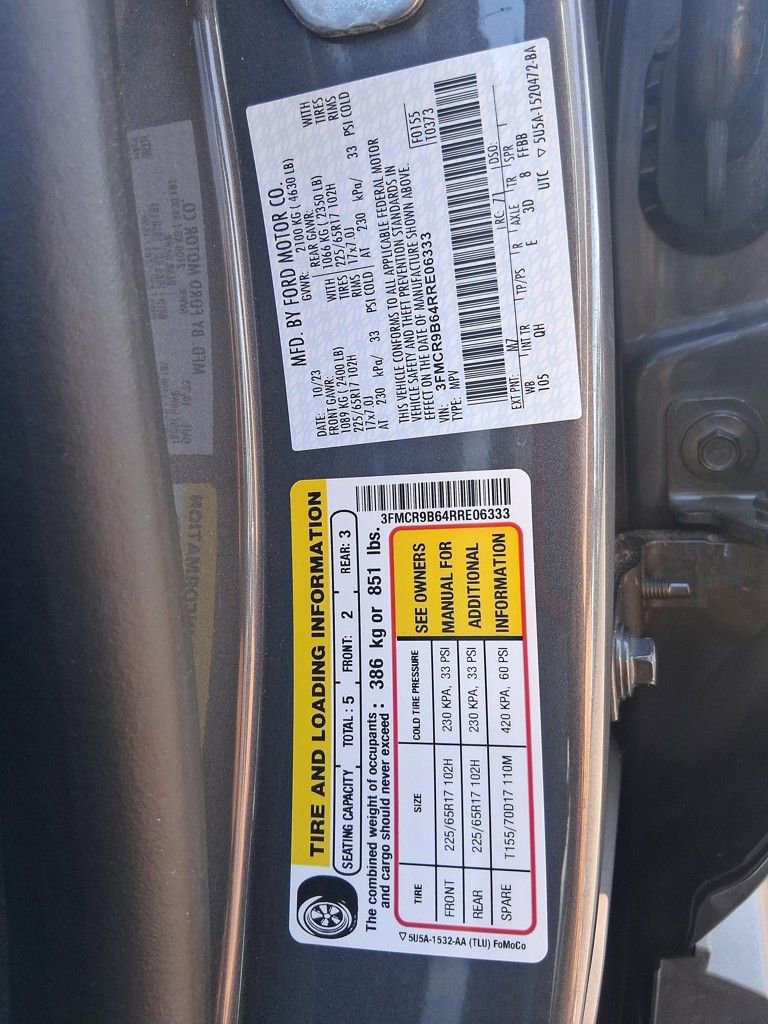 MFD. BY FORD MOTOR CO.
DATE: 10/23
GVWR: 2100 KG ( 4630 LB)
FRONT GAWR:
1089 KG ( 2400 LB)
225/65R17 102H
17x7.0J
AT 230 kPa/ 33 PSI COLD
WITH
TIRES
RIMS
REAR GAWR:
1066 KG ( 2350 LB)
225/65R17 102H
17x7.0J
AT 230 kPa/ 33 PSI COLD
WITH
TIRES
RIMS
THIS VEHICLE CONFORMS TO ALL APPLICABLE FEDERAL MOTOR
VEHICLE SAFETY AND THEFT PREVENTION STANDARDS IN
EFFECT ON THE DATE OF MANUFACTURE SHOWN ABOVE.
VIN: 3FMCR9B64RRE06333
TYPE: MPV
F0155
T0373
EXT PNT: M7 RC: 71 DSO:
WB INT TR TP/PS R AXLE TR SPR
105 QH E 3D 8 FFBB
UTC ▽ 5U5A-1520472-BA
TIRE AND LOADING INFORMATION
SEATING CAPACITY TOTAL : 5 FRONT: 2 REAR: 3
The combined weight of occupants
and cargo should never exceed : 386 kg or 851 lbs.
3FMCR9B64RRE06333
TIRE SIZE COLD TIRE PRESSURE
FRONT 225/65R17 102H 230 KPA, 33 PSI
REAR 225/65R17 102H 230 KPA, 33 PSI
SPARE T155/70D17 110M 420 KPA, 60 PSI
SEE OWNERS
MANUAL FOR
ADDITIONAL
INFORMATION
▽ 5U5A-1532-AA (TLU) FoMoCo